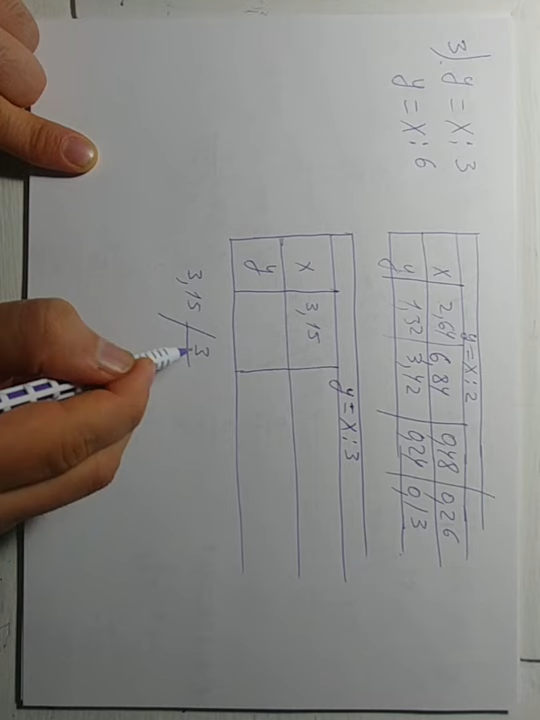 3). y = x : 3
y = x : 6
y = x : 2
x 2,64 6,84 0,48 0,26
y 1,32 3,42 0,24 0,13
y = x : 3
x 3,15
y
3,15 / 3